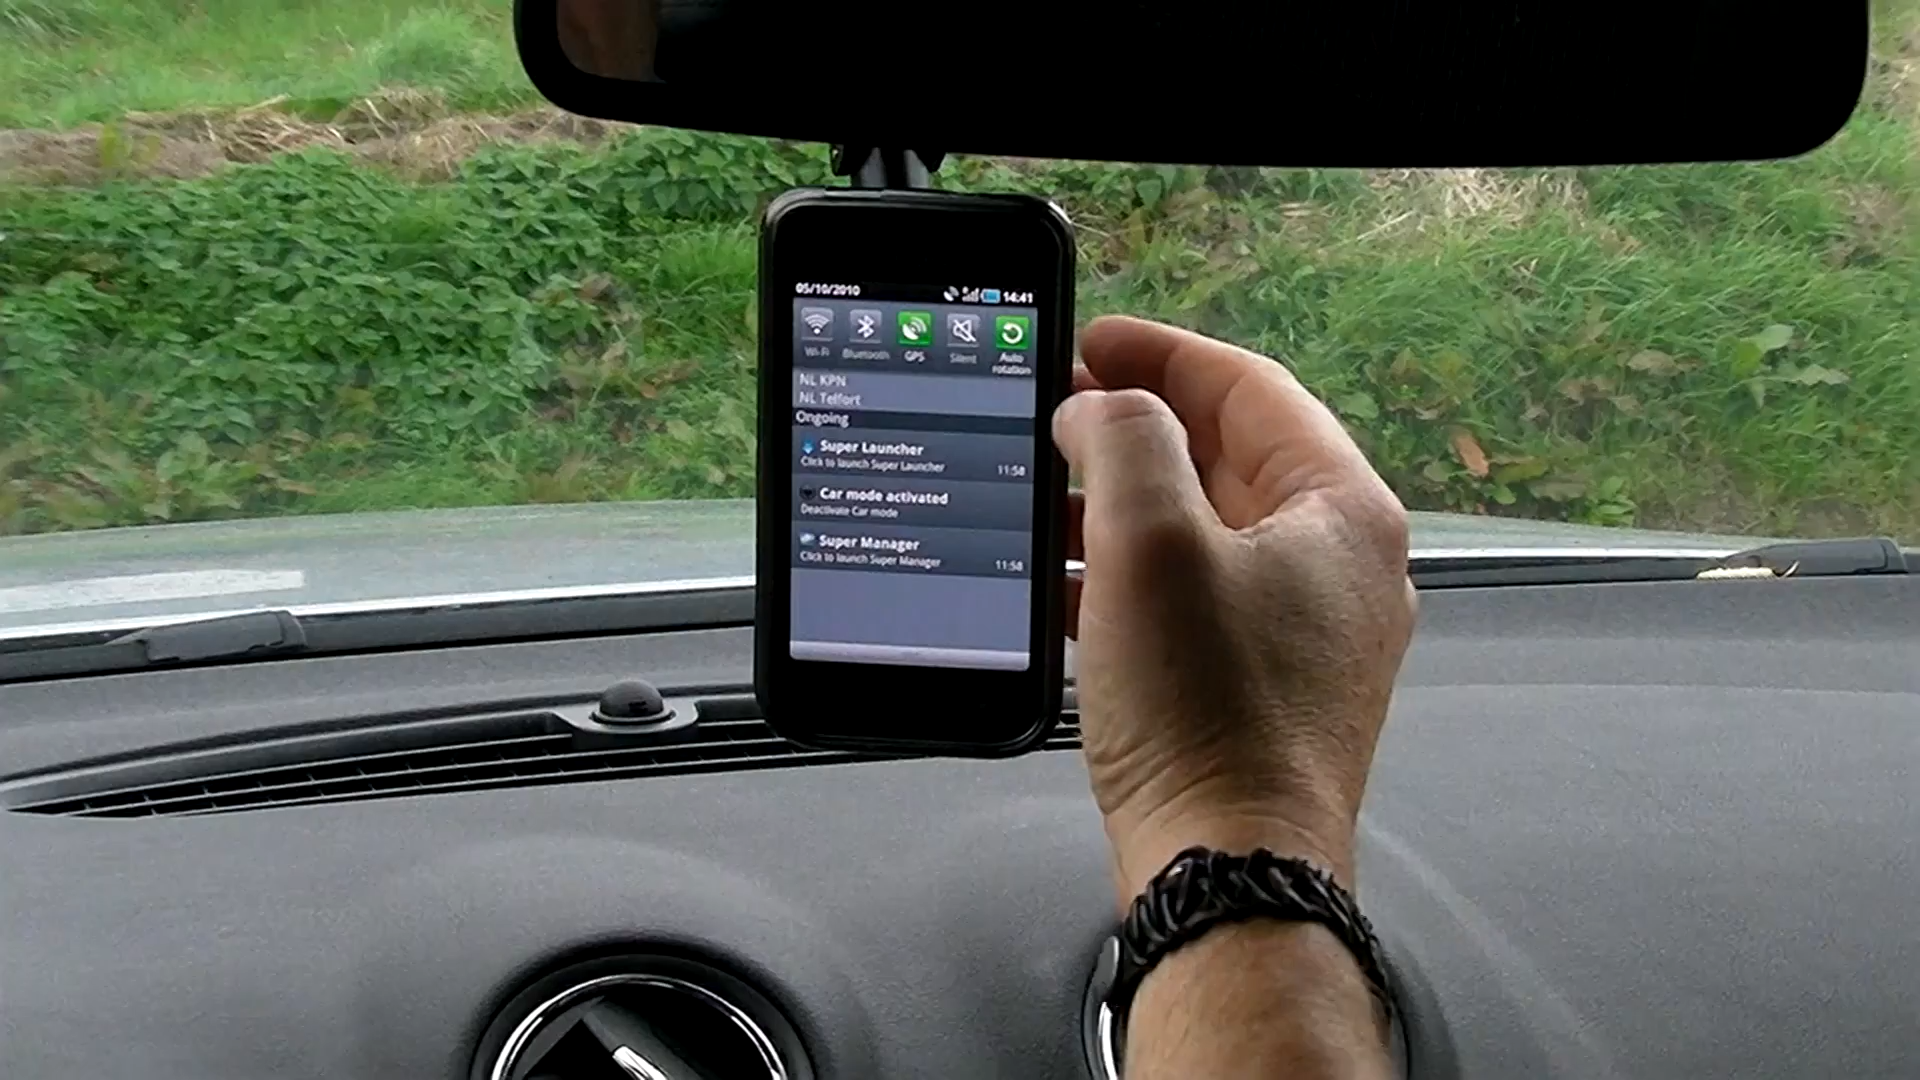 05/10/2010 14:41
Wi-Fi Bluetooth GPS Silent Auto rotation
NL KPN
NL Telfort
Ongoing
Super Launcher
Click to launch Super Launcher 11:58
Car mode activated
Deactivate Car mode
Super Manager
Click to launch Super Manager 11:58